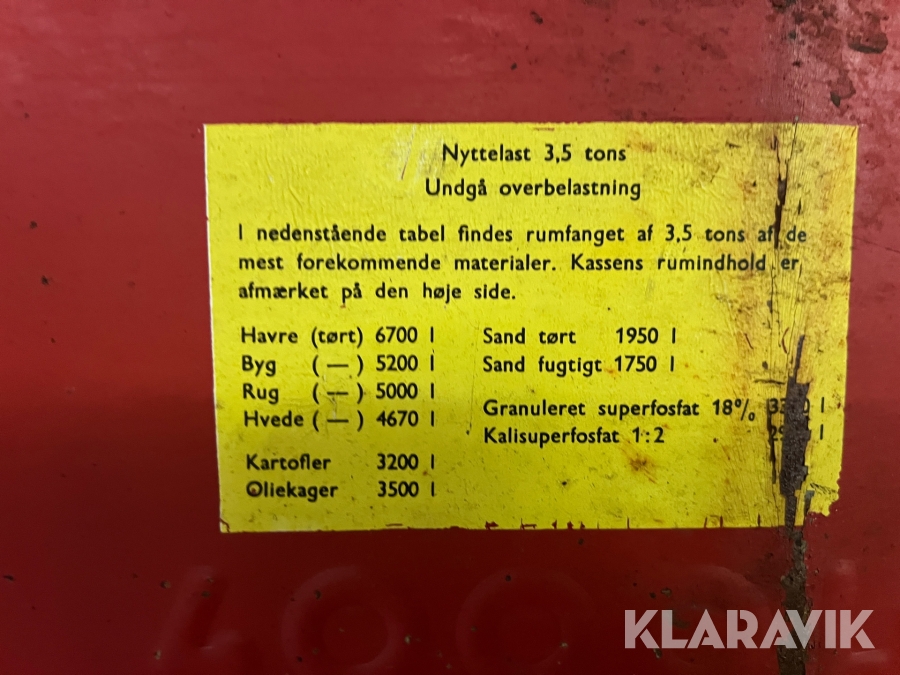 Nyttelast 3,5 tons
Undgå overbelastning
I nedenstående tabel findes rumfanget af 3,5 tons af de
mest forekommende materialer. Kassens rumindhold er
afmærket på den høje side.
Havre (tørt) 6700 l
Byg ( — ) 5200 l
Rug ( — ) 5000 l
Hvede ( — ) 4670 l
Kartofler 3200 l
Oliekager 3500 l
Sand tørt 1950 l
Sand fugtigt 1750 l
Granuleret superfosfat 18% l
Kalisuperfosfat 1:2 l
KLARAVIK